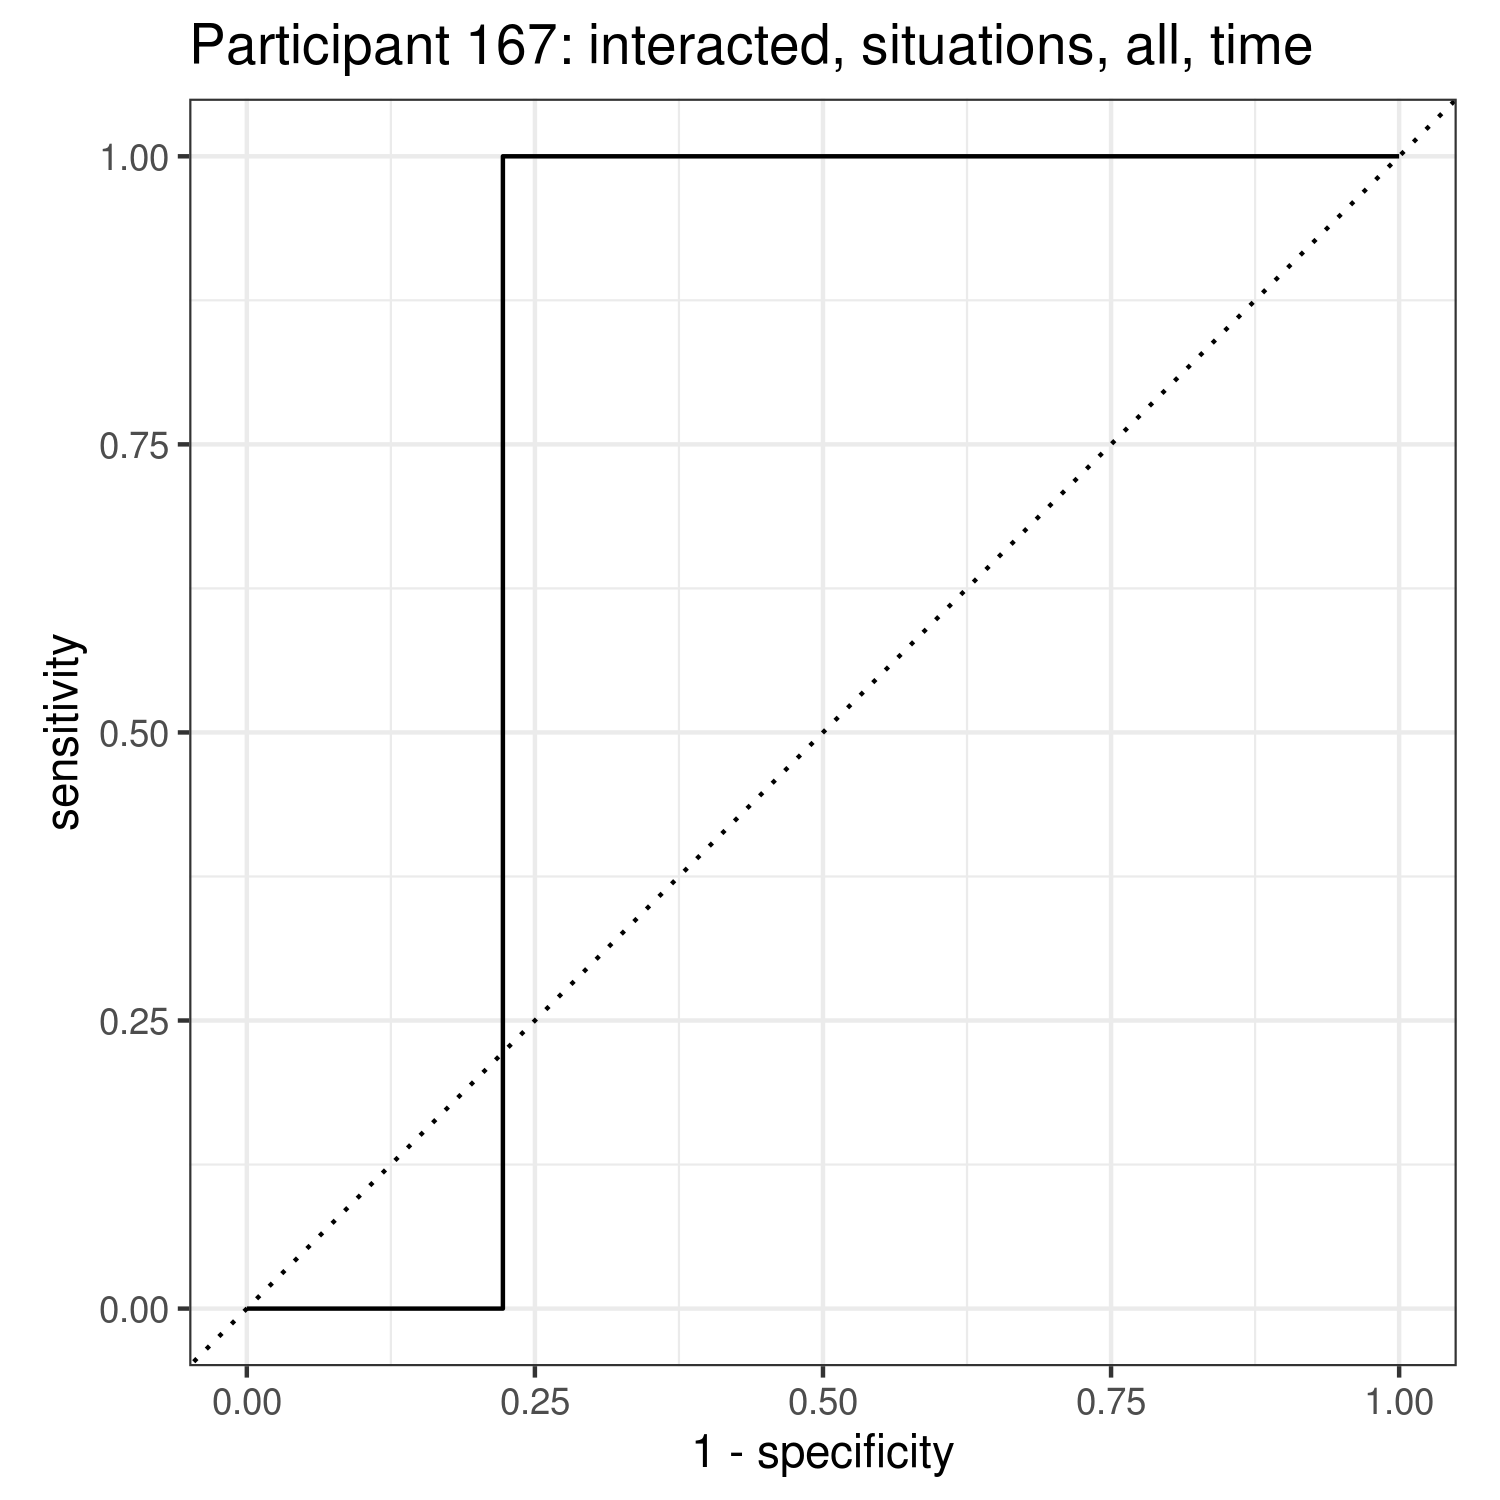 Participant 167: interacted, situations, all, time
1.00
0.75
0.50
0.25
0.00
sensitivity
0.00 0.25 0.50 0.75 1.00
1 - specificity